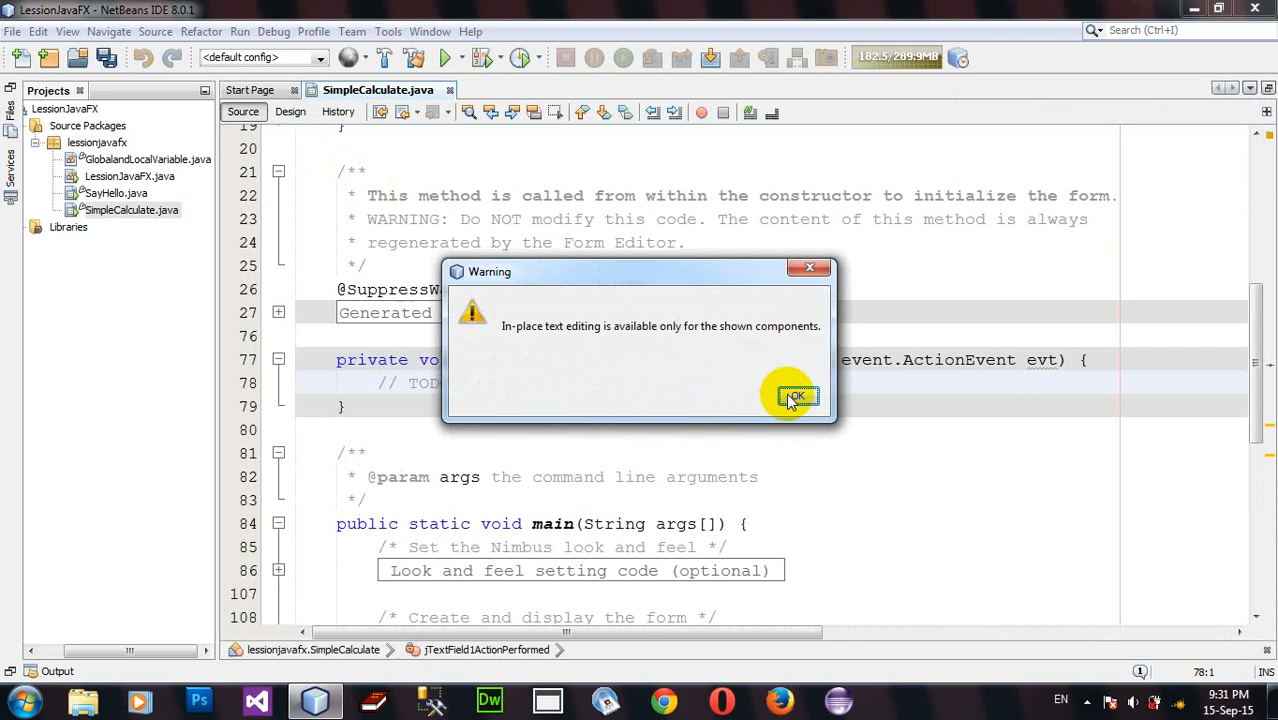 LessionJavaFX - NetBeans IDE 8.0.1
File Edit View Navigate Source Refactor Run Debug Profile Team Tools Window Help
Search (Ctrl+I)
<default config>
182.5/289.9MB
Projects
Start Page
SimpleCalculate.java
Files
Services
LessionJavaFX
Source Packages
lessionjavafx
GlobalandLocalVariable.java
LessionJavaFX.java
SayHello.java
SimpleCalculate.java
Libraries
Source Design History
19 }
20
21 /**
22 * This method is called from within the constructor to initialize the form.
23 * WARNING: Do NOT modify this code. The content of this method is always
24 * regenerated by the Form Editor.
25 */
26 @SuppressWa
27 Generated
76
77 private vo event.ActionEvent evt) {
78 // TOD
79 }
80
81 /**
82 * @param args the command line arguments
83 */
84 public static void main(String args[]) {
85 /* Set the Nimbus look and feel */
86 Look and feel setting code (optional)
107
108 /* Create and display the form */
Warning
In-place text editing is available only for the shown components.
OK
lessionjavafx.SimpleCalculate
jTextField1ActionPerformed
Output
1
78:1
INS
Ps
Dw
EN
9:31 PM
15-Sep-15